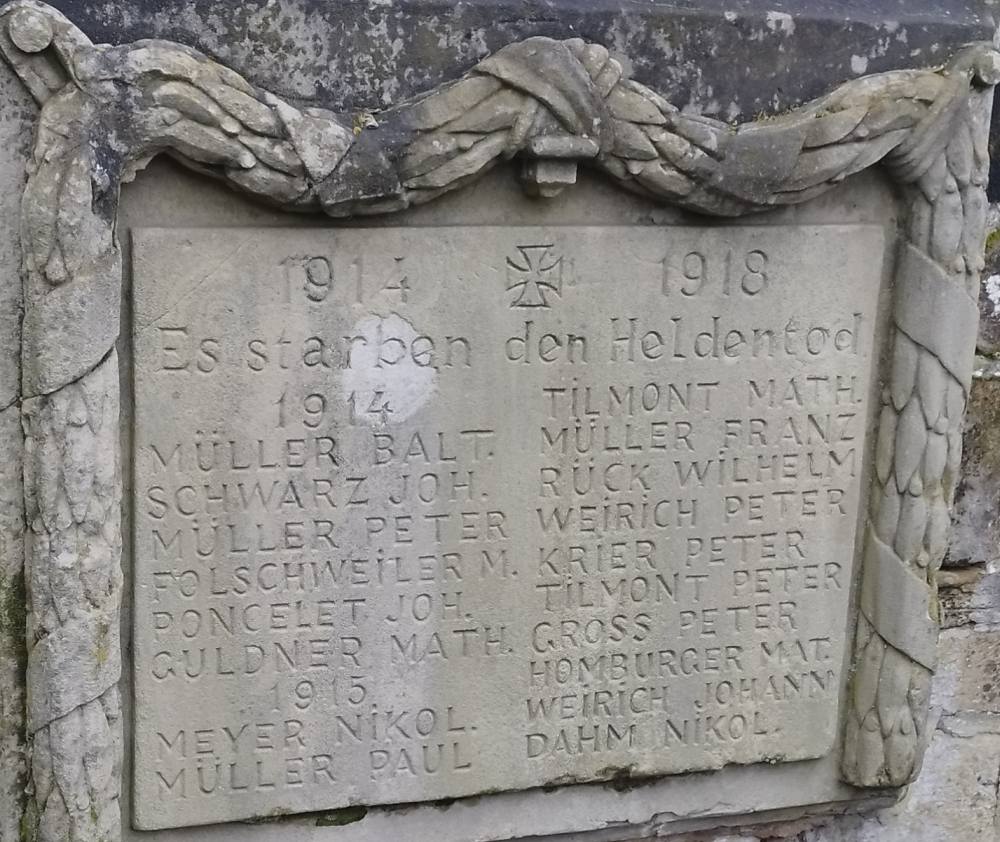 1914 1918
Es starben den Heldentod
1914
MÜLLER BALT.
SCHWARZ JOH.
MÜLLER PETER
FOLSCHWEILER M.
PONCELET JOH.
GULDNER MATH.
1915
MEYER NIKOL.
MÜLLER PAUL
TILMONT MATH.
MÜLLER FRANZ
RÜCK WILHELM
WEIRICH PETER
KRIER PETER
TILMONT PETER
GROSS PETER
HOMBURGER MAT.
WEIRICH JOHANN
DAHM NIKOL.